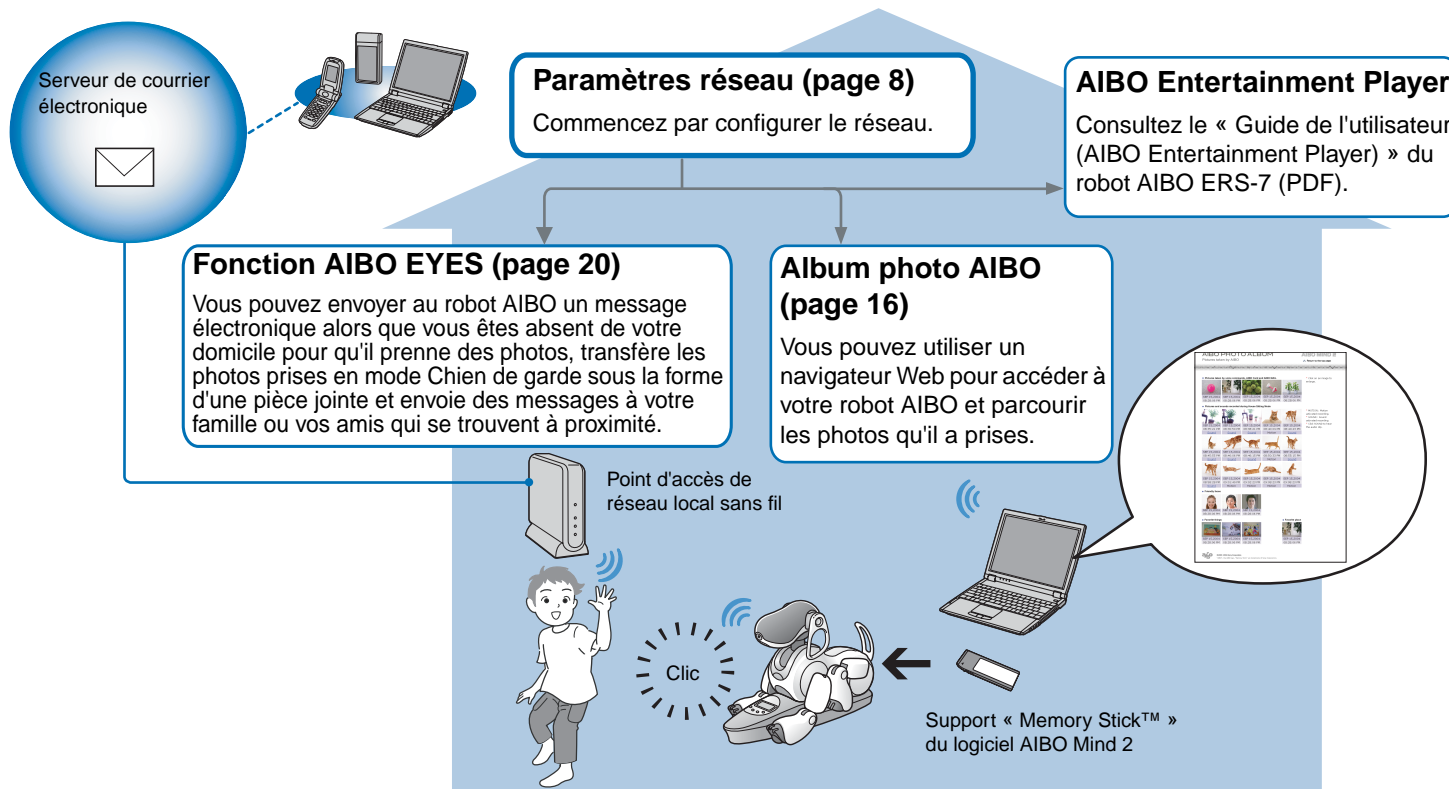 Serveur de courrier
électronique
Paramètres réseau (page 8)
Commencez par configurer le réseau.
AIBO Entertainment Player
Consultez le « Guide de l'utilisateur
(AIBO Entertainment Player) » du
robot AIBO ERS-7 (PDF).
Fonction AIBO EYES (page 20)
Vous pouvez envoyer au robot AIBO un message
électronique alors que vous êtes absent de votre
domicile pour qu'il prenne des photos, transfère les
photos prises en mode Chien de garde sous la forme
d'une pièce jointe et envoie des messages à votre
famille ou vos amis qui se trouvent à proximité.
Album photo AIBO
(page 16)
Vous pouvez utiliser un
navigateur Web pour accéder à
votre robot AIBO et parcourir
les photos qu'il a prises.
AIBO PHOTO ALBUM
AIBO MIND 2
Point d'accès de
réseau local sans fil
Clic
Support « Memory Stick™ »
du logiciel AIBO Mind 2